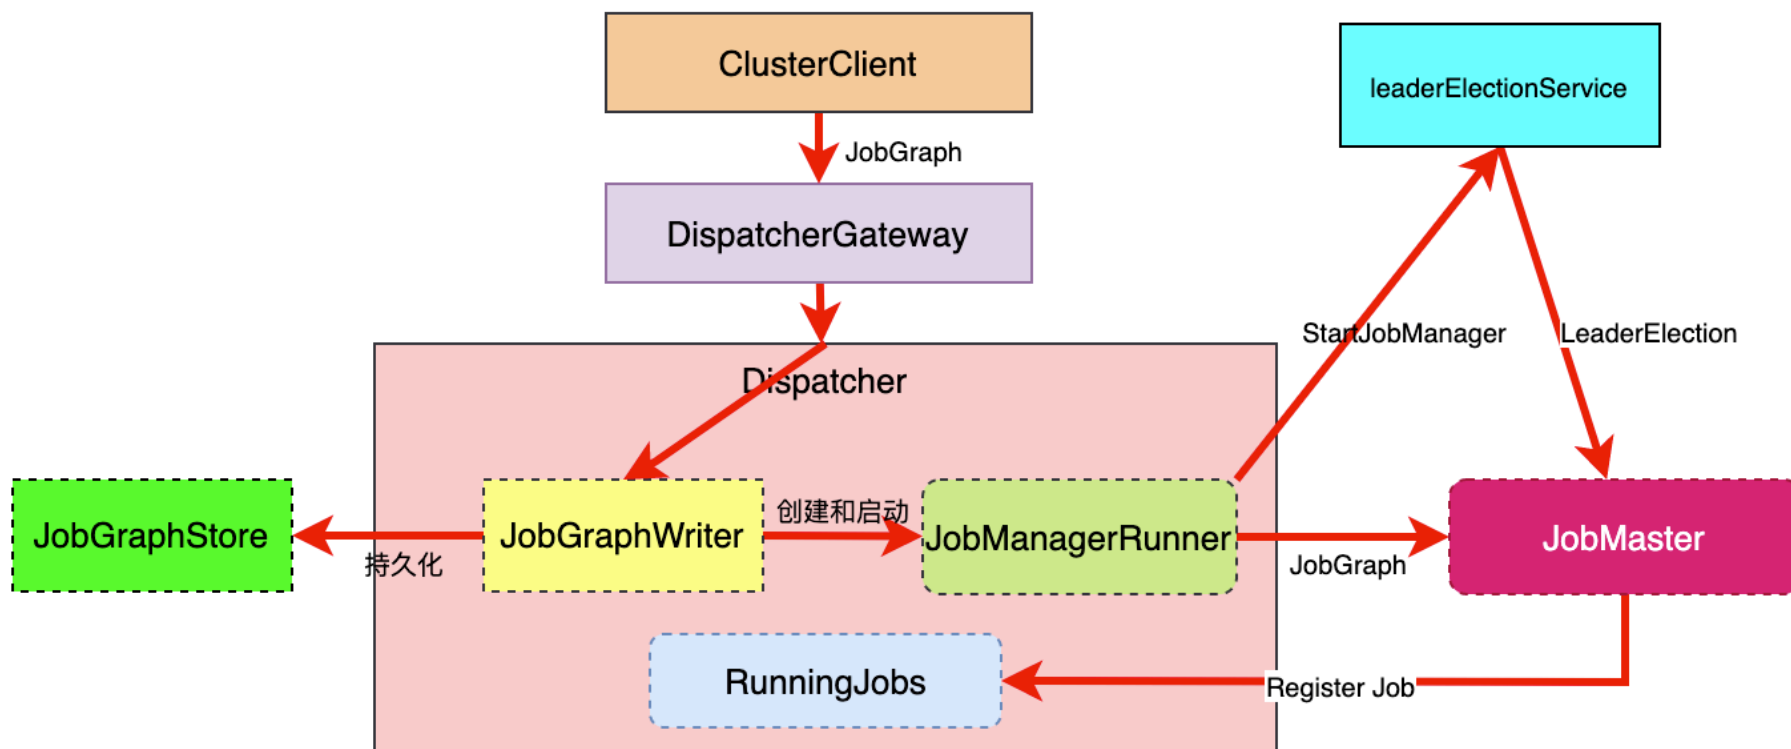 ClusterClient
leaderElectionService
JobGraph
DispatcherGateway
StartJobManager
LeaderElection
Dispatcher
JobGraphStore
持久化
JobGraphWriter
创建和启动
JobManagerRunner
JobGraph
JobMaster
RunningJobs
Register Job